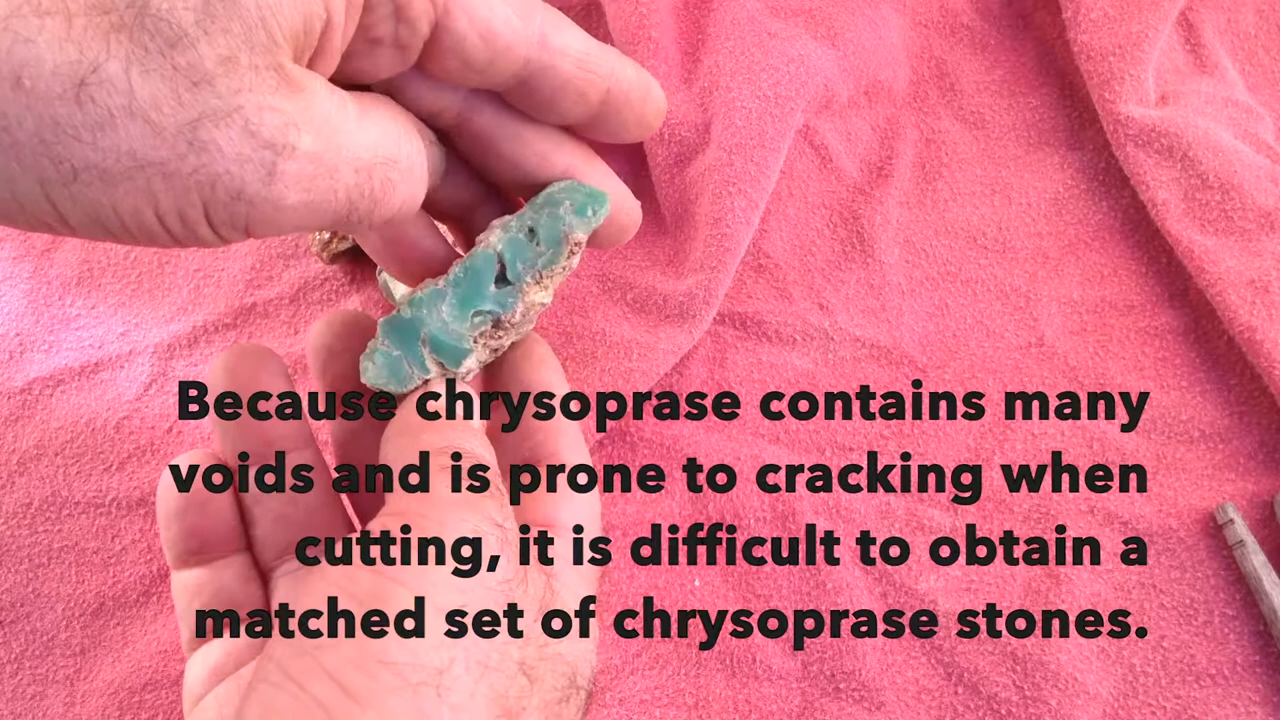 Because chrysoprase contains many
voids and is prone to cracking when
cutting, it is difficult to obtain a
matched set of chrysoprase stones.